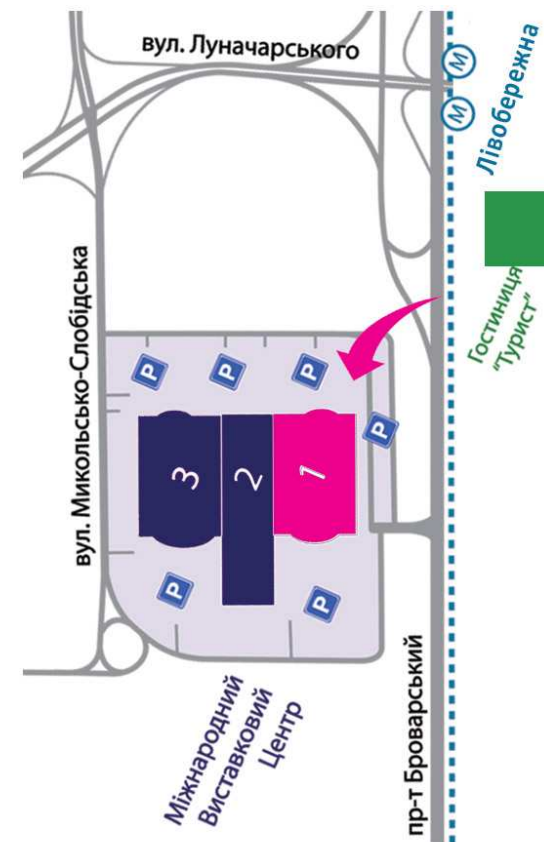 вул. Луначарського
М
М
Лівобережна
Гостиниця
"Турист"
вул. Микольсько-Слобідська
P
P
P
P
3
2
1
P
P
Міжнародний
Виставковий
Центр
пр-т Броварський